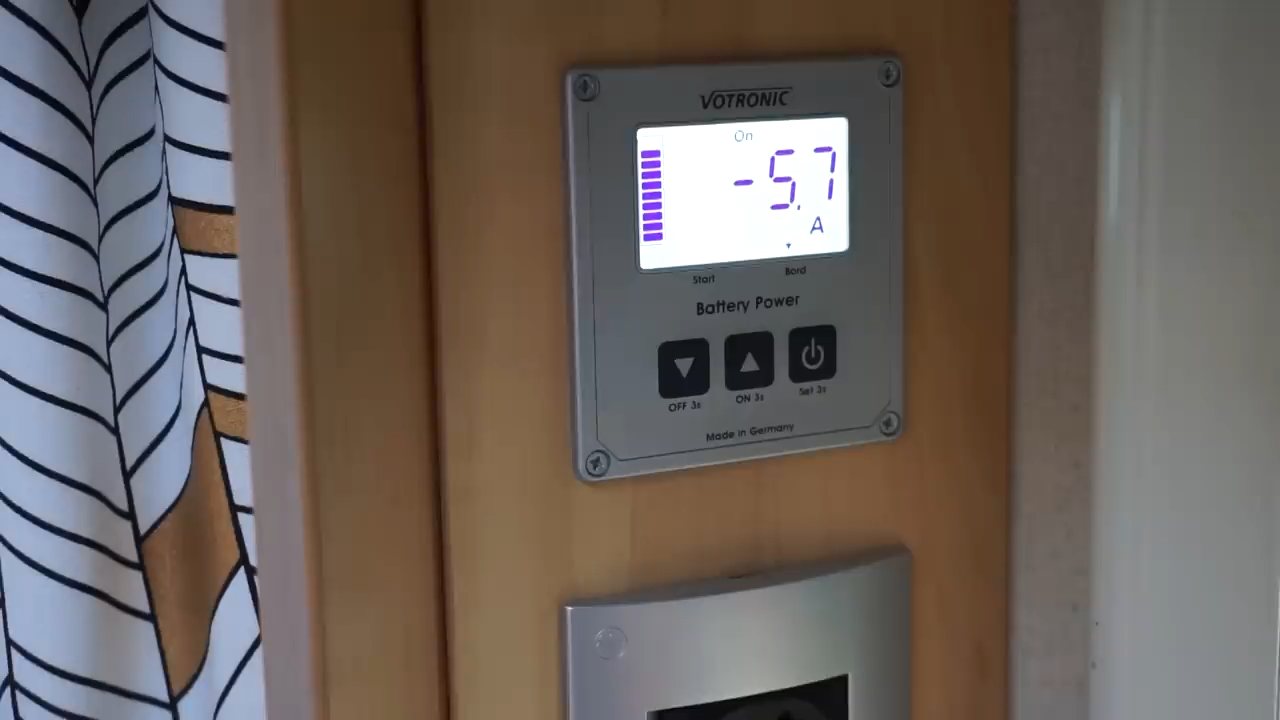 VOTRONIC
On
-5.7
A
Start Bord
Battery Power
OFF 3s ON 3s Set 3s
Made in Germany